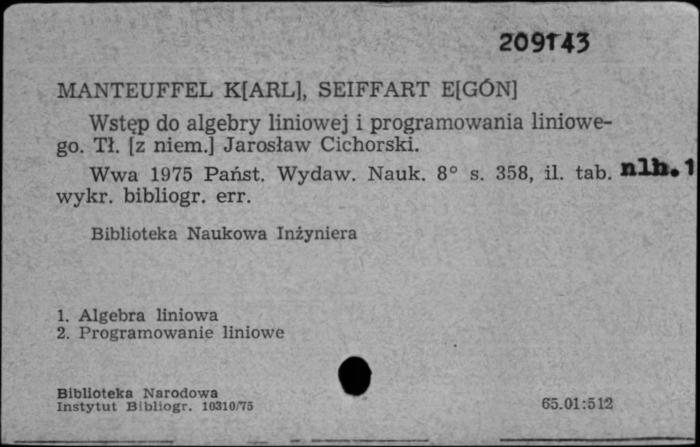 209143
MANTEUFFEL K[ARL], SEIFFART E[GÓN]
Wstęp do algebry liniowej i programowania liniowe-
go. Tł. [z niem.] Jarosław Cichorski.
Wwa 1975 Państ. Wydaw. Nauk. 8° s. 358, il. tab. nlb. 1
wykr. bibliogr. err.
Biblioteka Naukowa Inżyniera
1. Algebra liniowa
2. Programowanie liniowe
Biblioteka Narodowa
Instytut Bibliogr. 10310/75 65.01:512